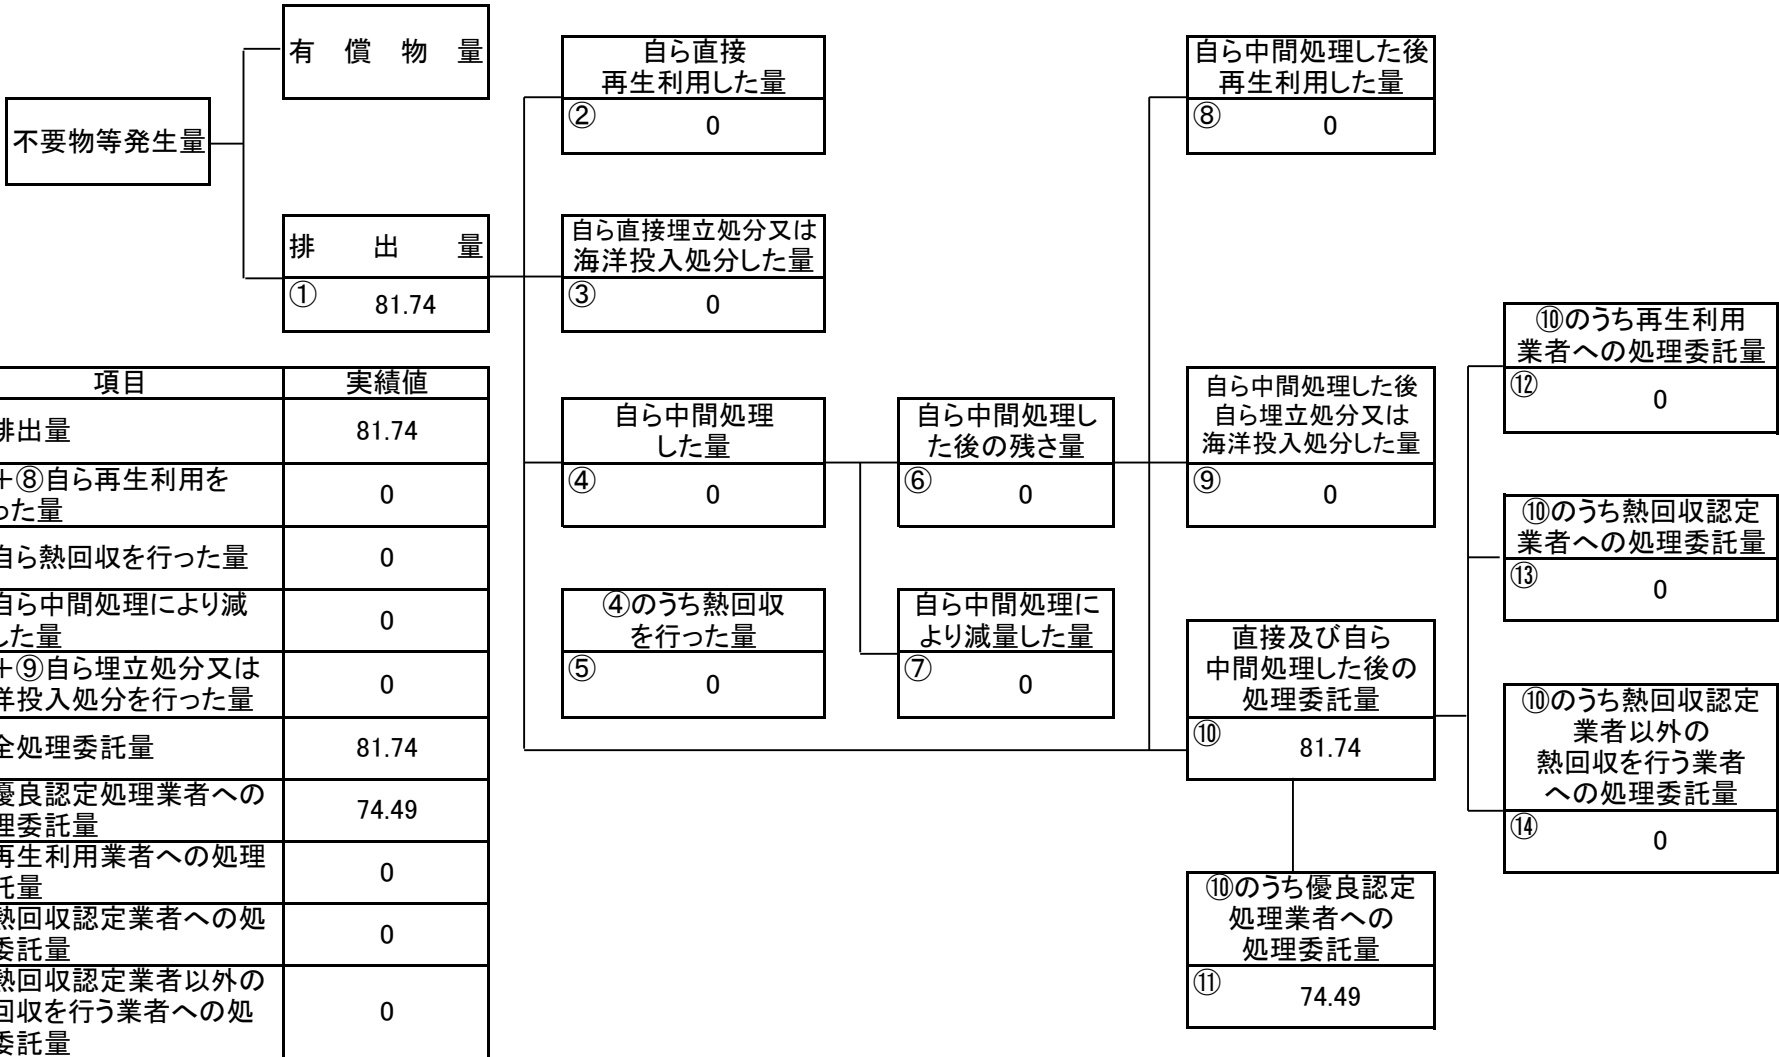 有　償　物　量
不要物等発生量
排　出　量
① 81.74
自ら直接
再生利用した量
② 0
自ら直接埋立処分又は
海洋投入処分した量
③ 0
自ら中間処理
した量
④ 0
④のうち熱回収
を行った量
⑤ 0
自ら中間処理し
た後の残さ量
⑥ 0
自ら中間処理に
より減量した量
⑦ 0
自ら中間処理した後
再生利用した量
⑧ 0
自ら中間処理した後
自ら埋立処分又は
海洋投入処分した量
⑨ 0
直接及び自ら
中間処理した後の
処理委託量
⑩ 81.74
⑩のうち優良認定
処理業者への
処理委託量
⑪ 74.49
⑩のうち再生利用
業者への処理委託量
⑫ 0
⑩のうち熱回収認定
業者への処理委託量
⑬ 0
⑩のうち熱回収認定
業者以外の
熱回収を行う業者
への処理委託量
⑭ 0
項目 実績値
排出量 81.74
+⑧自ら再生利用を
った量 0
自ら熱回収を行った量 0
自ら中間処理により減
した量 0
+⑨自ら埋立処分又は
洋投入処分を行った量 0
全処理委託量 81.74
優良認定処理業者への
理委託量 74.49
再生利用業者への処理
託量 0
熱回収認定業者への処
委託量 0
熱回収認定業者以外の
回収を行う業者への処
委託量 0